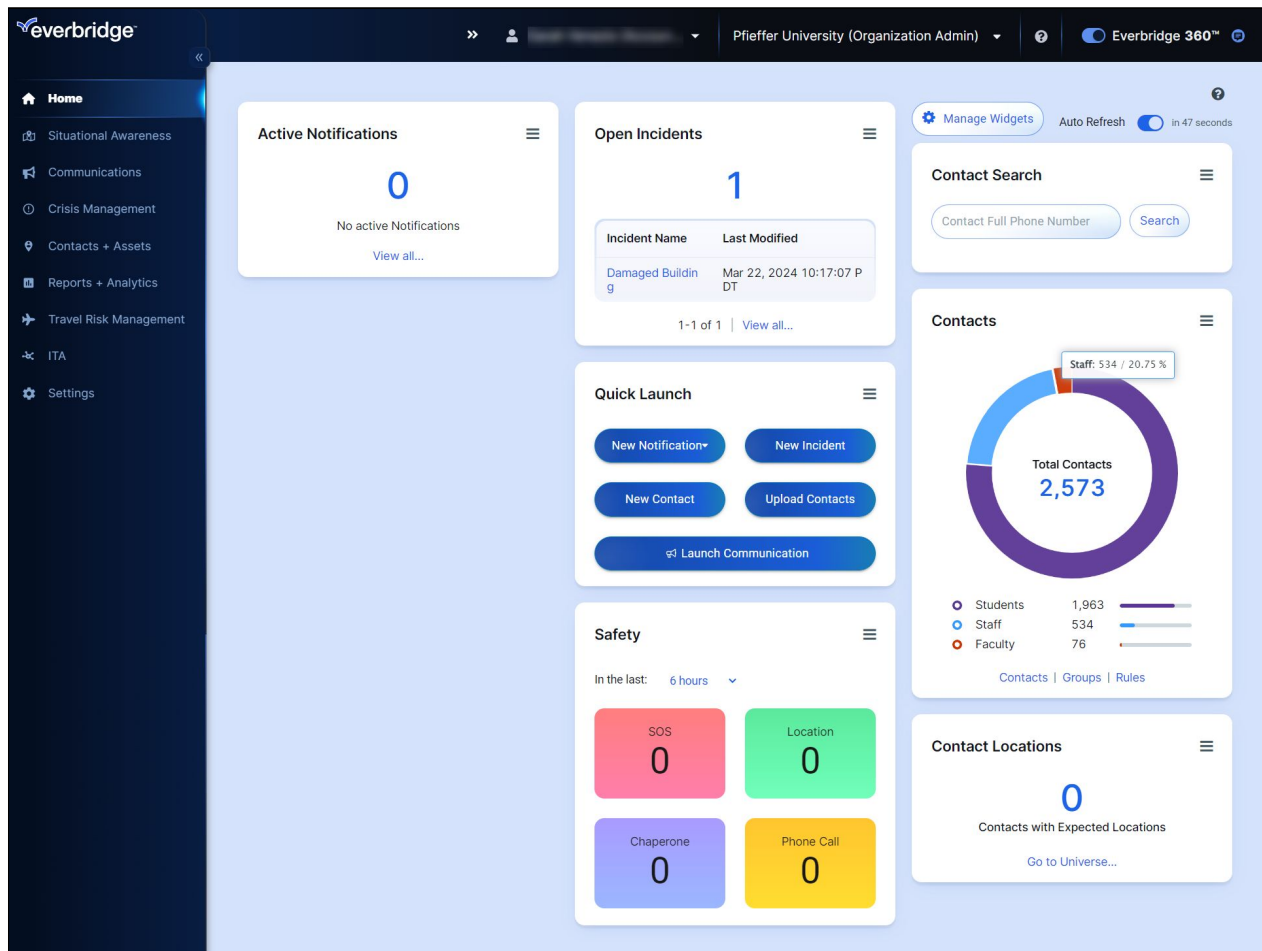 everbridge™
Pfieffer University (Organization Admin)
Everbridge 360™
Home
Situational Awareness
Communications
Crisis Management
Contacts + Assets
Reports + Analytics
Travel Risk Management
ITA
Settings
Active Notifications
0
No active Notifications
View all...
Open Incidents
1
Incident Name Last Modified
Damaged Buildin Mar 22, 2024 10:17:07 P
g DT
1-1 of 1 | View all...
Quick Launch
New Notification New Incident
New Contact Upload Contacts
Launch Communication
Safety
In the last: 6 hours
SOS Location
0 0
Chaperone Phone Call
0 0
Manage Widgets Auto Refresh in 47 seconds
Contact Search
Contact Full Phone Number Search
Contacts
Staff: 534 / 20.75 %
Total Contacts
2,573
Students 1,963
Staff 534
Faculty 76
Contacts | Groups | Rules
Contact Locations
0
Contacts with Expected Locations
Go to Universe...